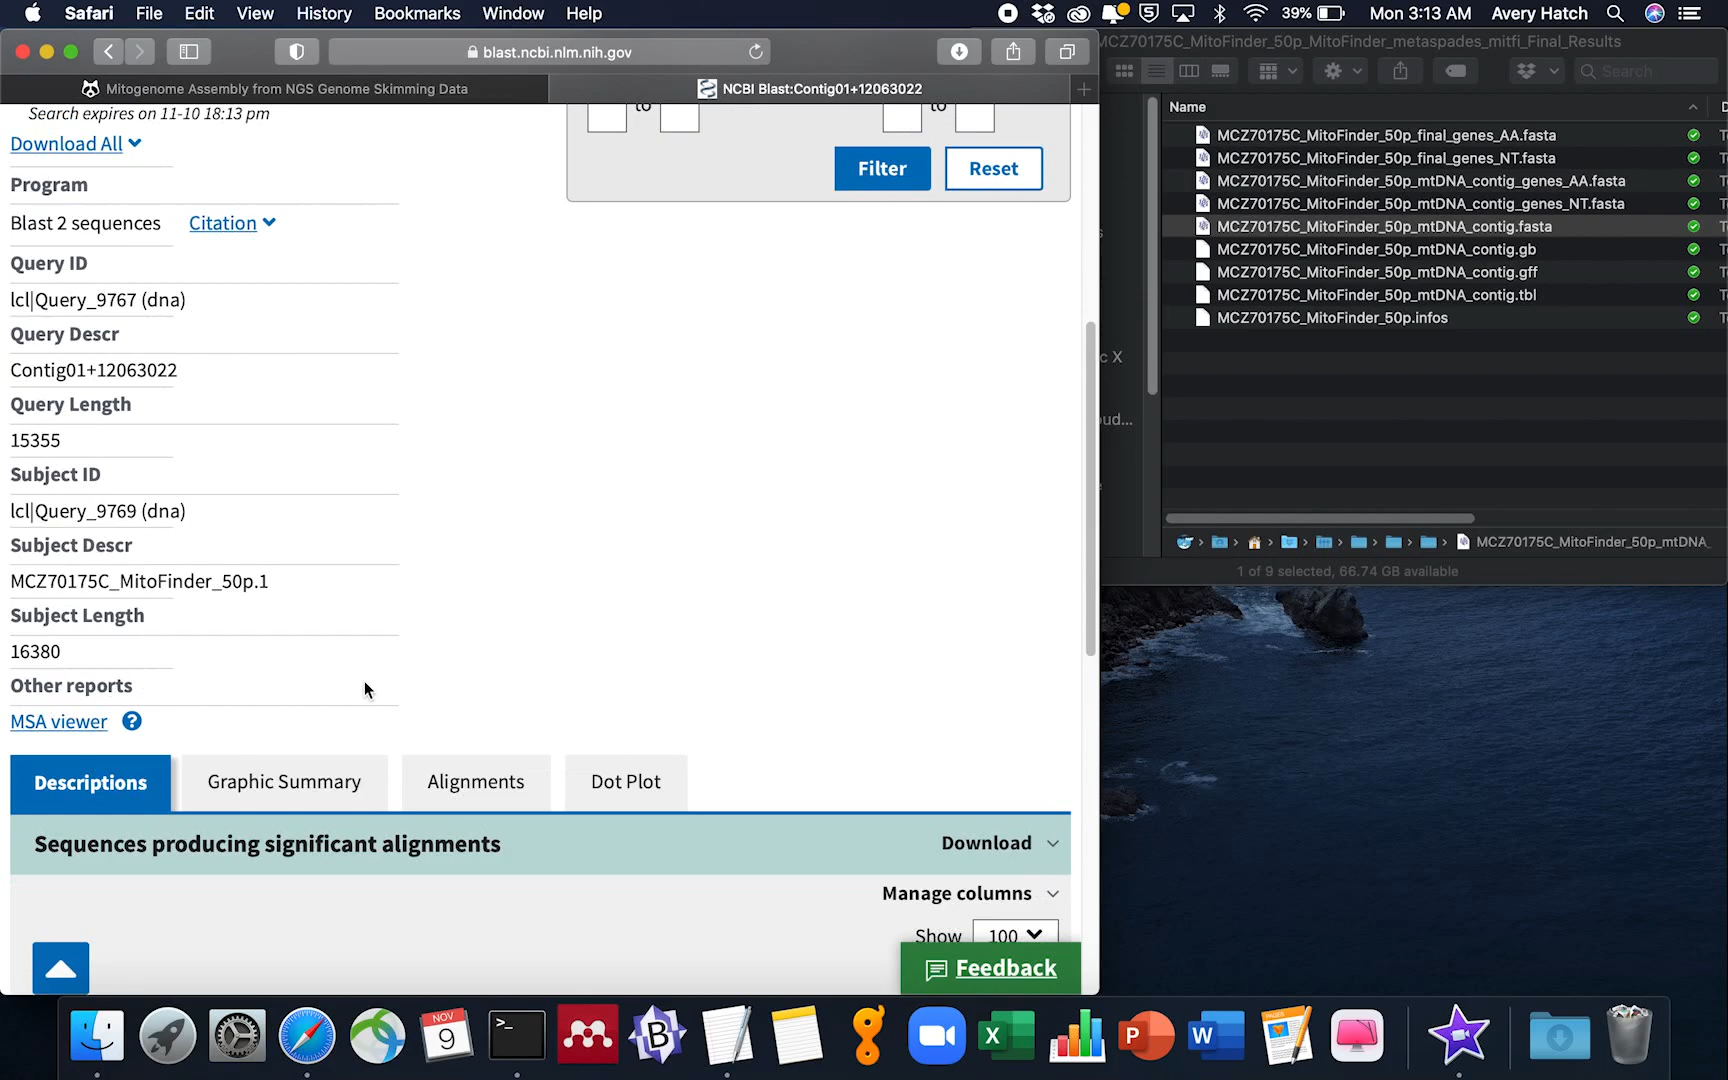 Safari File Edit View History Bookmarks Window Help
39% Mon 3:13 AM Avery Hatch
blast.ncbi.nlm.nih.gov
MCZ70175C_MitoFinder_50p_MitoFinder_metaspades_mitfi_Final_Results
Search
Mitogenome Assembly from NGS Genome Skimming Data
NCBI Blast:Contig01+12063022
Search expires on 11-10 18:13 pm
to to
Download All
Filter Reset
Program
Blast 2 sequences Citation
Query ID
lcl|Query_9767 (dna)
Query Descr
Contig01+12063022
Query Length
15355
Subject ID
lcl|Query_9769 (dna)
Subject Descr
MCZ70175C_MitoFinder_50p.1
Subject Length
16380
Other reports
MSA viewer ?
Descriptions Graphic Summary Alignments Dot Plot
Sequences producing significant alignments Download
Manage columns
Show 100
Feedback
Name
MCZ70175C_MitoFinder_50p_final_genes_AA.fasta
MCZ70175C_MitoFinder_50p_final_genes_NT.fasta
MCZ70175C_MitoFinder_50p_mtDNA_contig_genes_AA.fasta
MCZ70175C_MitoFinder_50p_mtDNA_contig_genes_NT.fasta
MCZ70175C_MitoFinder_50p_mtDNA_contig.fasta
MCZ70175C_MitoFinder_50p_mtDNA_contig.gb
MCZ70175C_MitoFinder_50p_mtDNA_contig.gff
MCZ70175C_MitoFinder_50p_mtDNA_contig.tbl
MCZ70175C_MitoFinder_50p.infos
c X
oud...
MCZ70175C_MitoFinder_50p_mtDNA_
1 of 9 selected, 66.74 GB available
NOV
9
PAGES